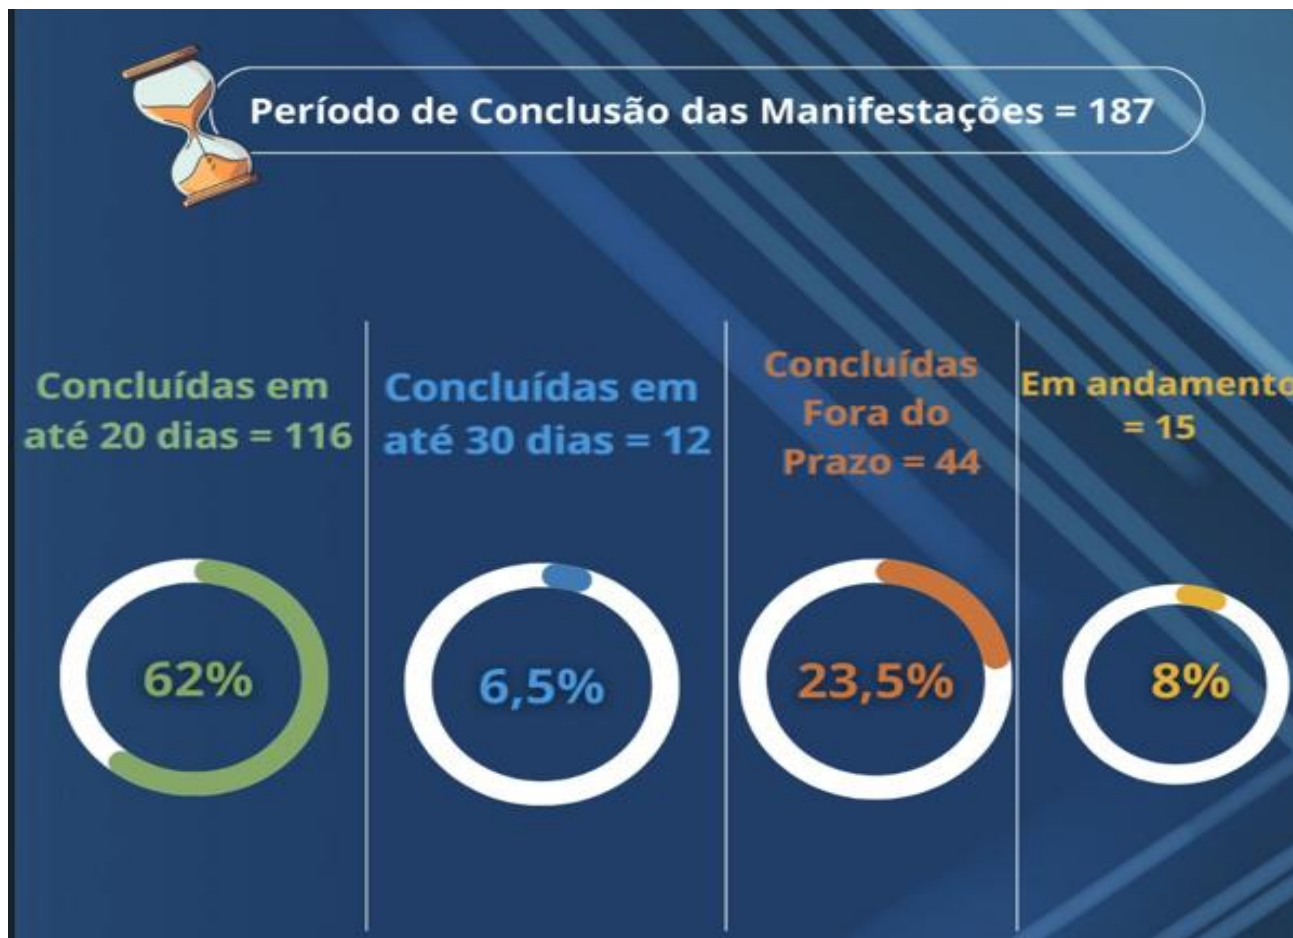 Período de Conclusão das Manifestações = 187
Concluídas em
até 20 dias = 116
Concluídas em
até 30 dias = 12
Concluídas
Fora do
Prazo = 44
Em andamento
= 15
62%
6,5%
23,5%
8%